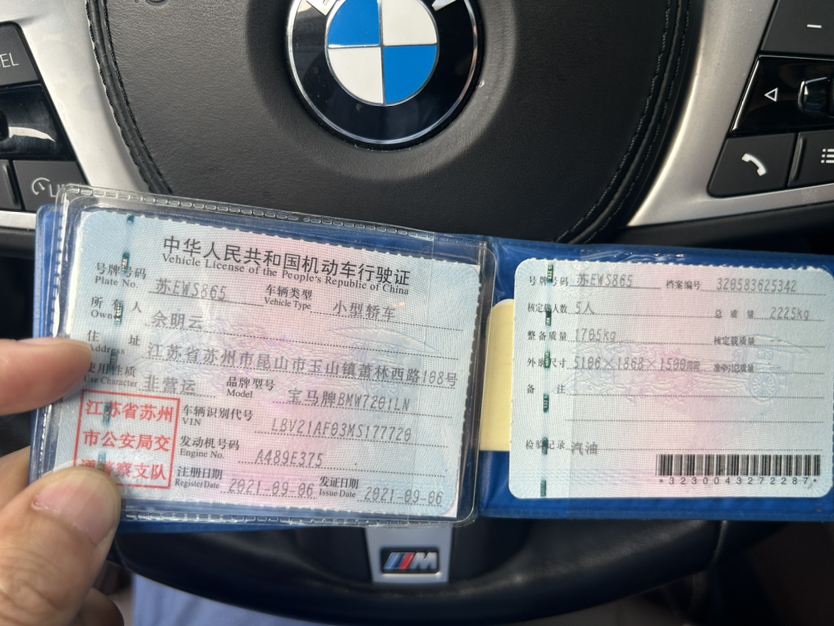 中华人民共和国机动车行驶证
Vehicle License of the People's Republic of China
号牌号码 苏EW5865 车辆类型 小型轿车
Plate No. Vehicle Type
所有人 余明云
Owner
住址 江苏省苏州市昆山市玉山镇萧林西路108号
Address
使用性质 非营运 品牌型号 宝马牌BMW7201LN
Use Character Model
江苏省苏州
市公安局交
通警察支队
车辆识别代号
VIN
发动机号码 A489E375
Engine No.
注册日期 2021-09-06 发证日期 2021-09-06
Register Date Issue Date
号牌号码 苏EW5865 档案编号 320583625342
核定载人数 5人 总质量 2225kg
整备质量 1705kg 核定载质量
外廓尺寸 5106×1868×1500mm 准牵引总质量
备注
检验记录 汽油
*3230043272287*
M